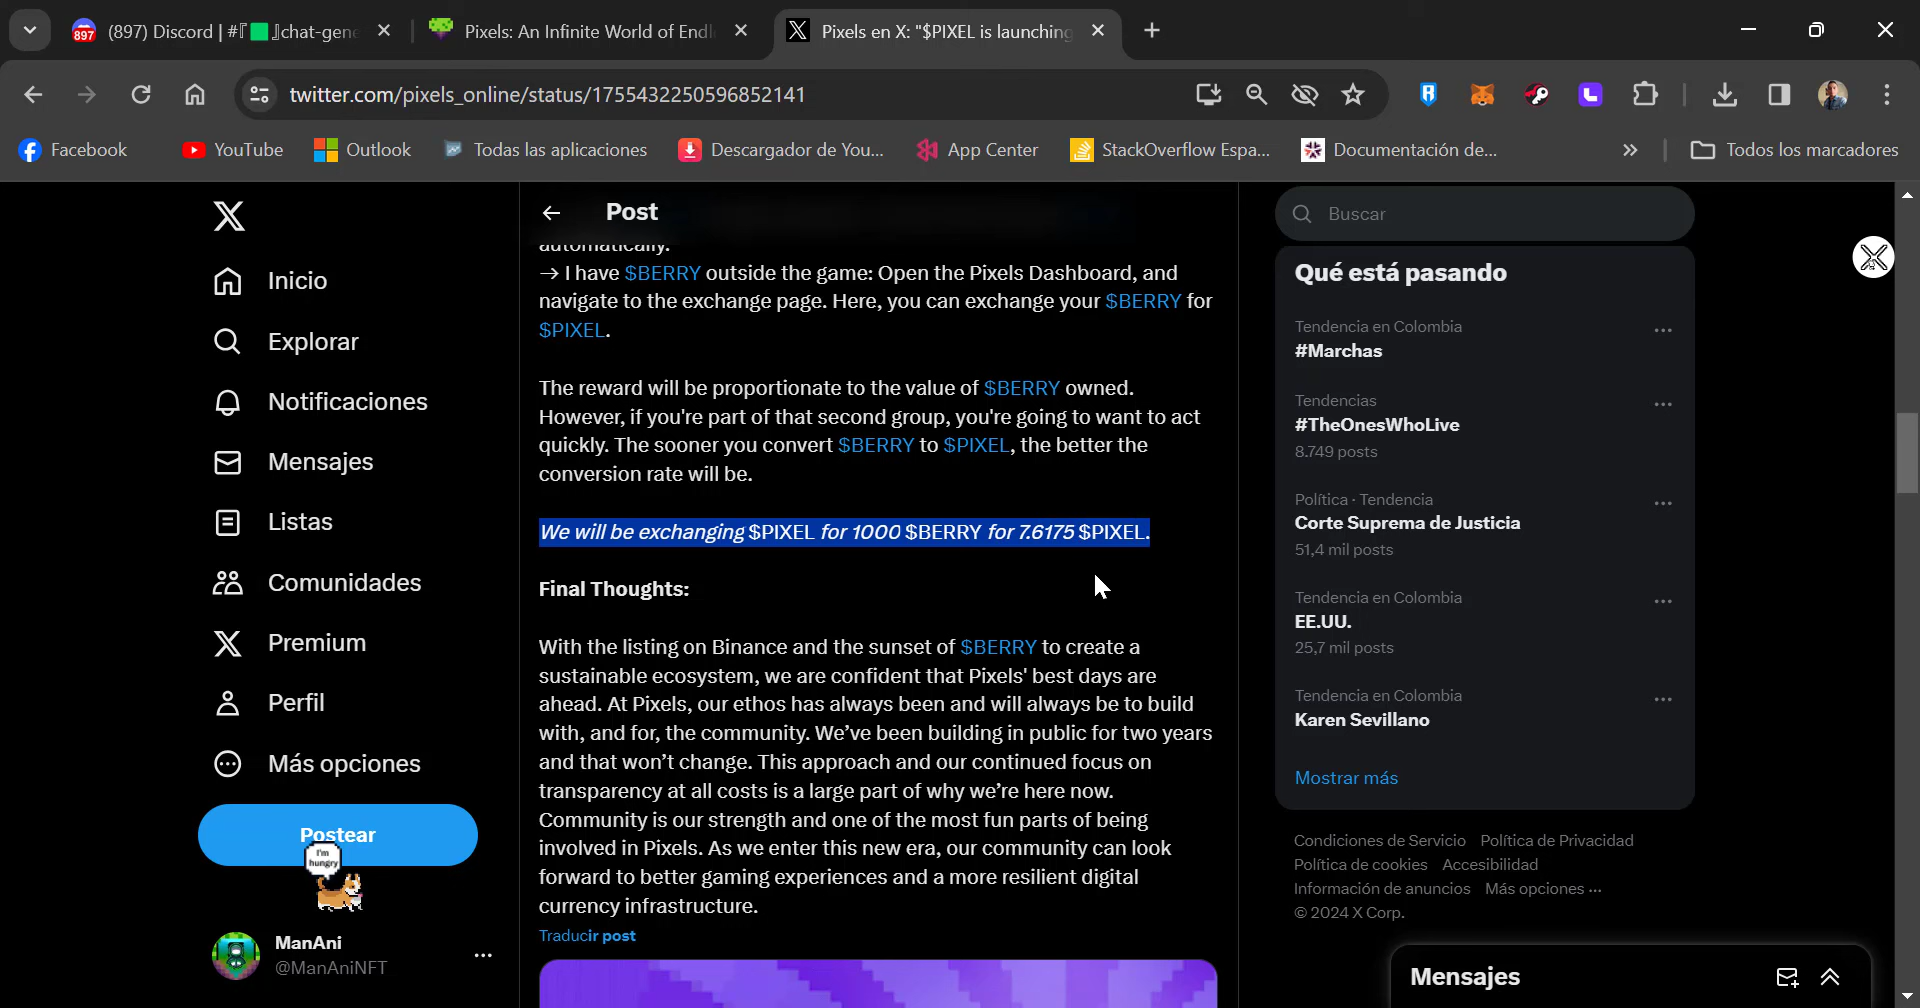 897
(897) Discord | #『🟩』chat-gene
Pixels: An Infinite World of Endl
Pixels en X: "$PIXEL is launching
twitter.com/pixels_online/status/1755432250596852141
Facebook
YouTube
Outlook
Todas las aplicaciones
Descargador de You...
App Center
StackOverflow Espa...
Documentación de...
Todos los marcadores
Inicio
Explorar
Notificaciones
Mensajes
Listas
Comunidades
Premium
Perfil
Más opciones
Postear
I'm
hungry
ManAni
@ManAniNFT
Post
automatically.
→ I have $BERRY outside the game: Open the Pixels Dashboard, and
navigate to the exchange page. Here, you can exchange your $BERRY for
$PIXEL.
The reward will be proportionate to the value of $BERRY owned.
However, if you're part of that second group, you're going to want to act
quickly. The sooner you convert $BERRY to $PIXEL, the better the
conversion rate will be.
We will be exchanging $PIXEL for 1000 $BERRY for 7.6175 $PIXEL.
Final Thoughts:
With the listing on Binance and the sunset of $BERRY to create a
sustainable ecosystem, we are confident that Pixels' best days are
ahead. At Pixels, our ethos has always been and will always be to build
with, and for, the community. We’ve been building in public for two years
and that won’t change. This approach and our continued focus on
transparency at all costs is a large part of why we’re here now.
Community is our strength and one of the most fun parts of being
involved in Pixels. As we enter this new era, our community can look
forward to better gaming experiences and a more resilient digital
currency infrastructure.
Traducir post
Buscar
Qué está pasando
Tendencia en Colombia
#Marchas
Tendencias
#TheOnesWhoLive
8.749 posts
Política · Tendencia
Corte Suprema de Justicia
51,4 mil posts
Tendencia en Colombia
EE.UU.
25,7 mil posts
Tendencia en Colombia
Karen Sevillano
Mostrar más
Condiciones de Servicio Política de Privacidad
Política de cookies Accesibilidad
Información de anuncios Más opciones ···
© 2024 X Corp.
Mensajes